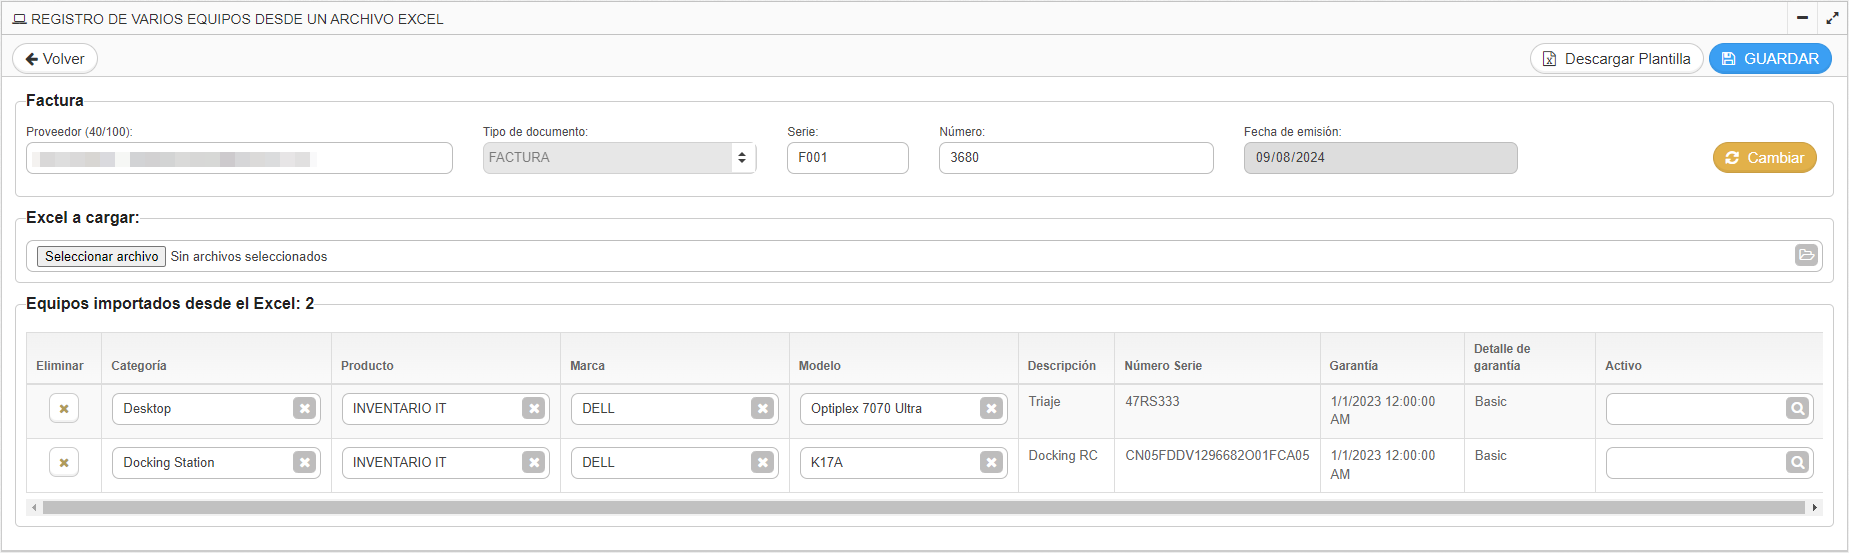 REGISTRO DE VARIOS EQUIPOS DESDE UN ARCHIVO EXCEL
Volver
Descargar Plantilla
GUARDAR
Factura
Proveedor (40/100):
Tipo de documento:
Serie:
Número:
Fecha de emisión:
FACTURA
F001
3680
09/08/2024
Cambiar
Excel a cargar:
Seleccionar archivo Sin archivos seleccionados
Equipos importados desde el Excel: 2
Eliminar
Categoría
Producto
Marca
Modelo
Descripción
Número Serie
Garantía
Detalle de
garantía
Activo
Desktop
INVENTARIO IT
DELL
Optiplex 7070 Ultra
Triaje
47RS333
1/1/2023 12:00:00
AM
Basic
Docking Station
INVENTARIO IT
DELL
K17A
Docking RC
CN05FDDV1296682O01FCA05
1/1/2023 12:00:00
AM
Basic